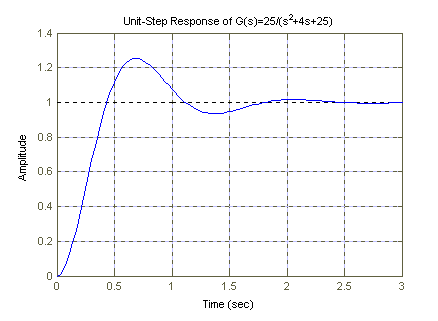 Unit-Step Response of G(s)=25/(s²+4s+25)
1.4
1.2
1
0.8
0.6
0.4
0.2
0
Amplitude
0 0.5 1 1.5 2 2.5 3
Time (sec)